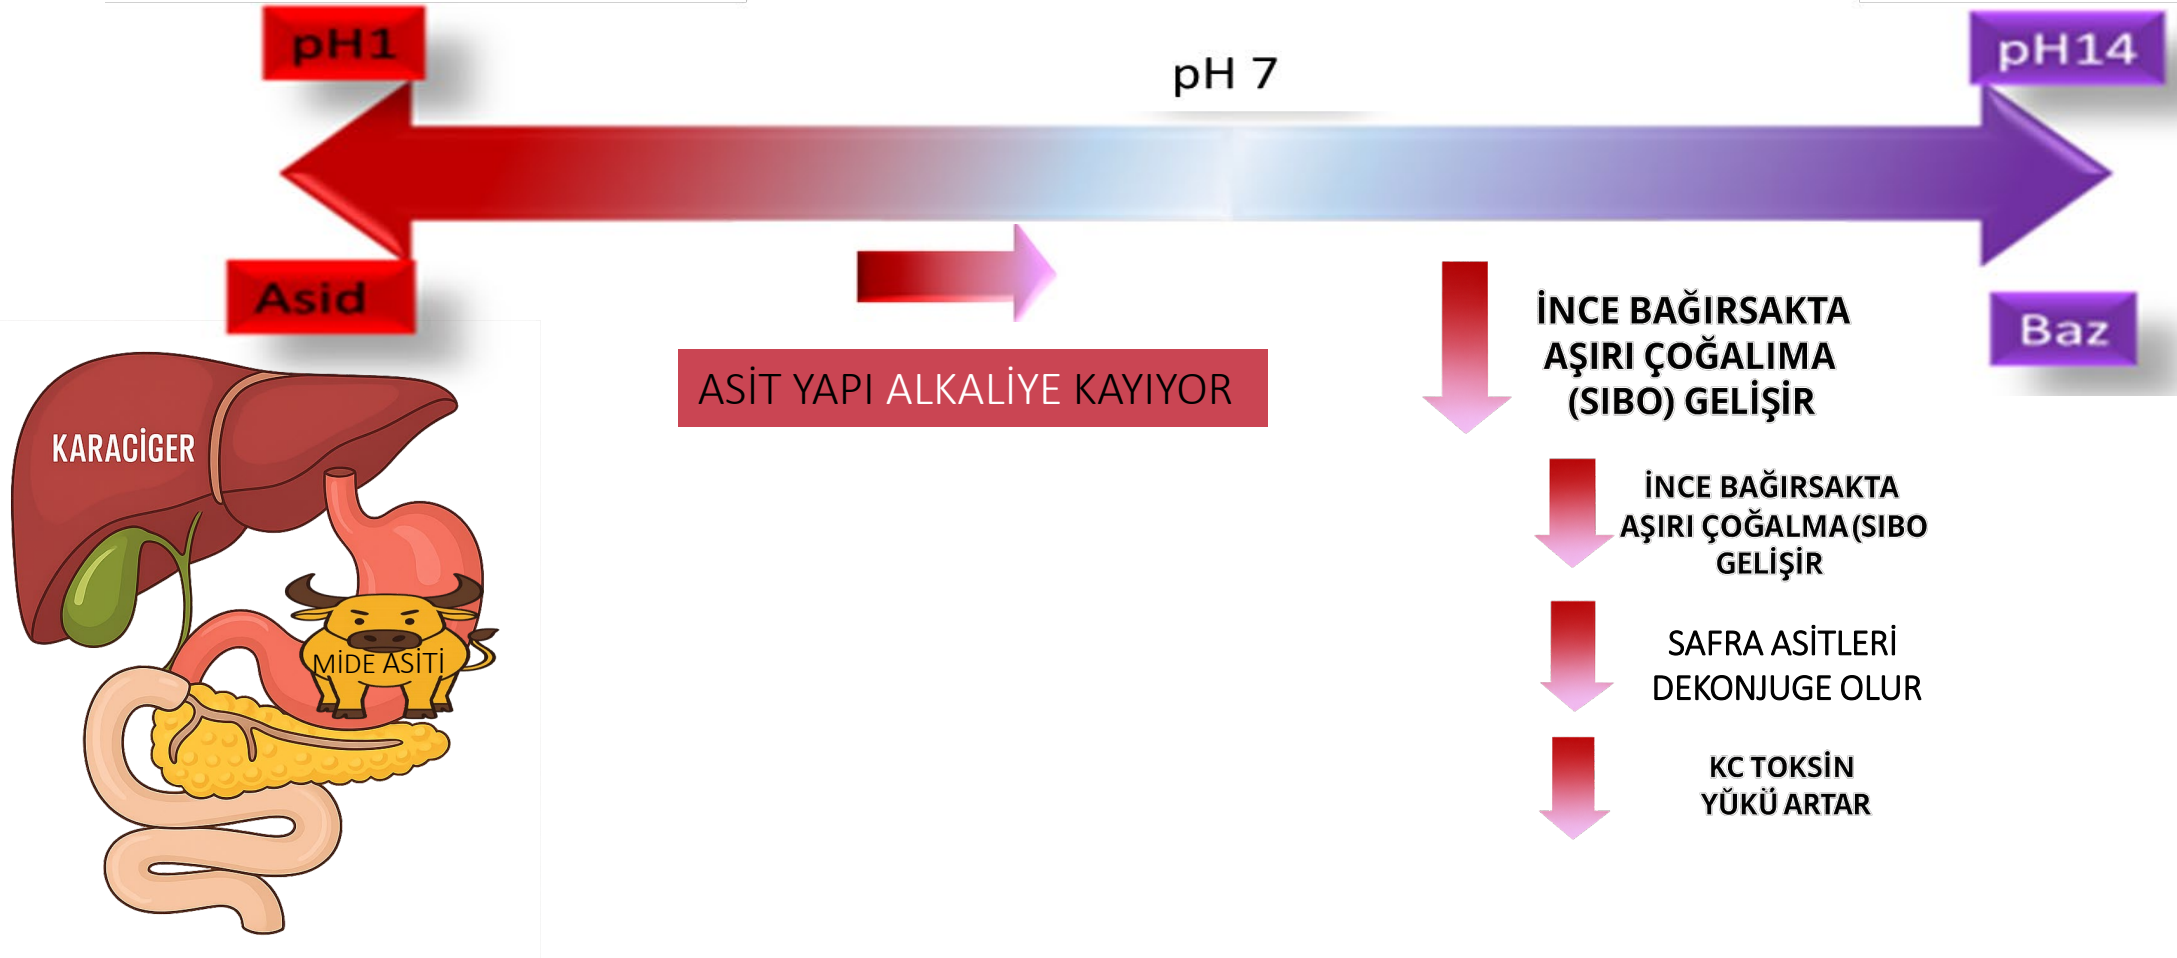 pH1
pH 7
pH14
Asid
Baz
KARACİGER
MİDE ASİTİ
ASİT YAPI ALKALİYE KAYIYOR
İNCE BAĞIRSAKTA
AŞIRI ÇOĞALIMA
(SIBO) GELİŞİR
İNCE BAĞIRSAKTA
AŞIRI ÇOĞALMA(SIBO
GELİŞİR
SAFRA ASİTLERİ
DEKONJUGE OLUR
KC TOKSİN
YÜKÜ ARTAR